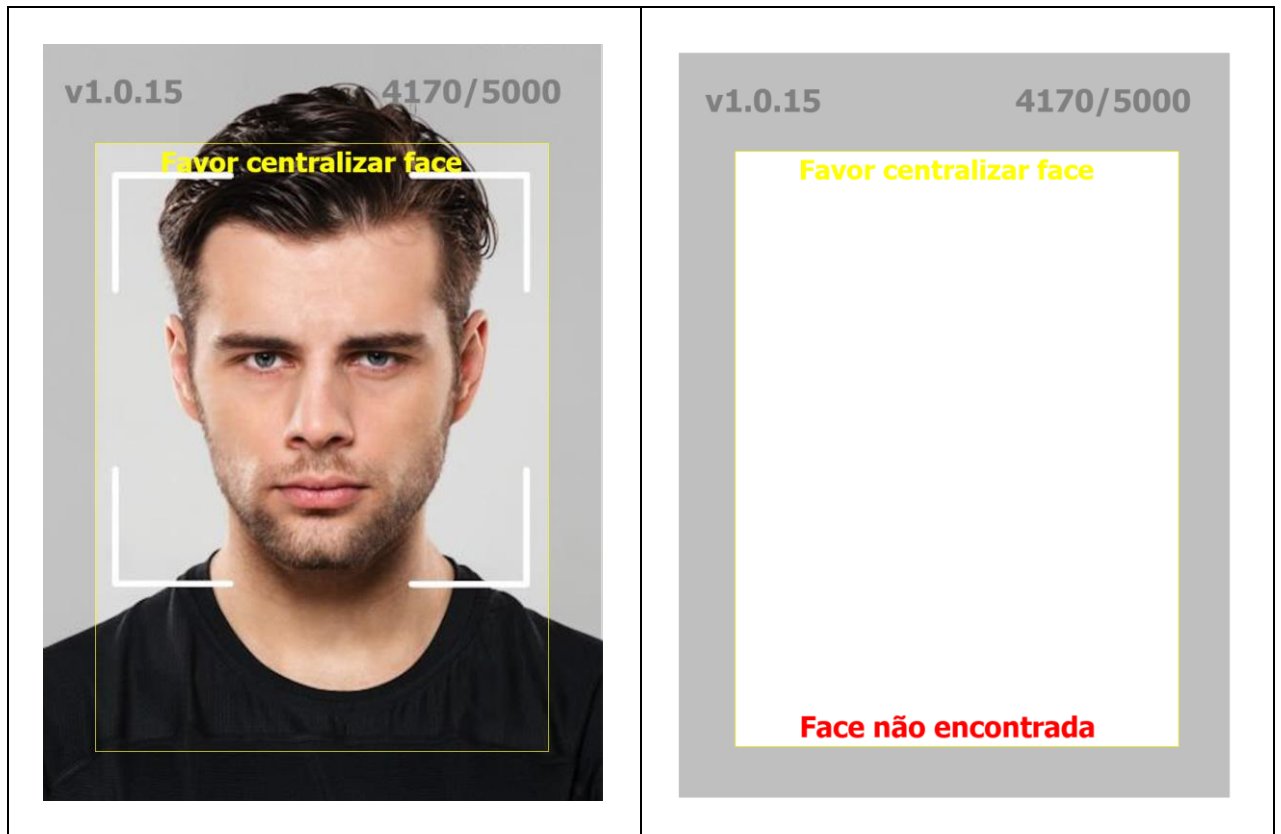 v1.0.15 4170/5000
Favor centralizar face
v1.0.15 4170/5000
Favor centralizar face
Face não encontrada